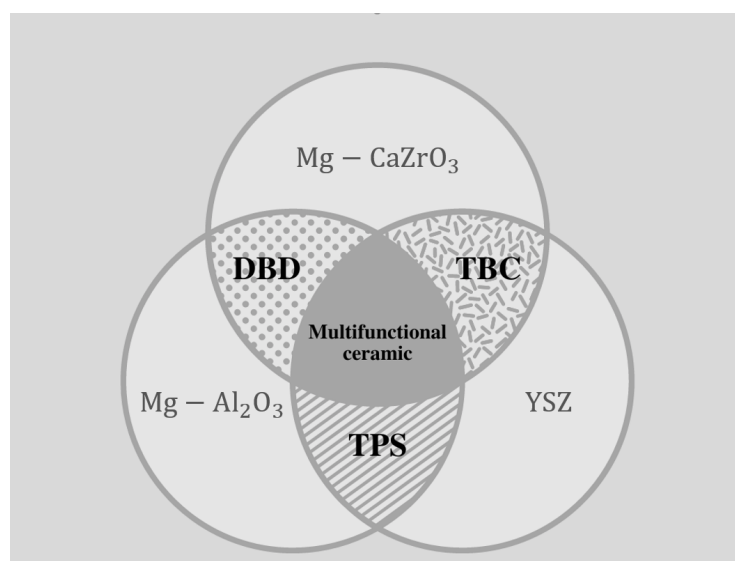 Mg − CaZrO₃
DBD
TBC
Multifunctional
ceramic
Mg − Al₂O₃
YSZ
TPS